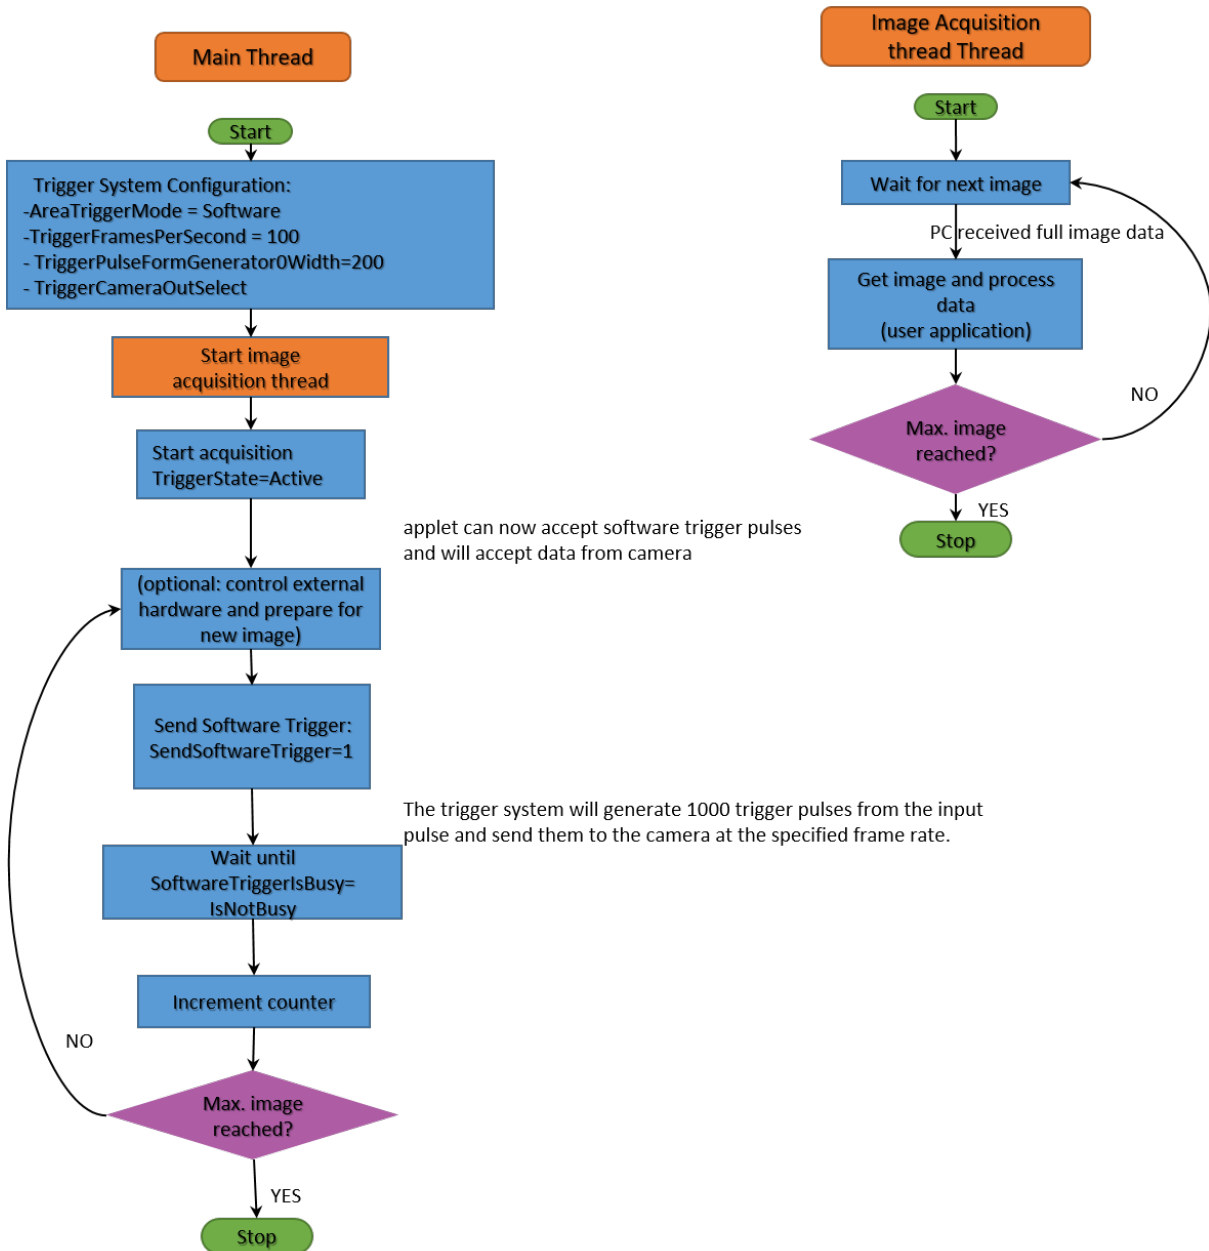 Main Thread
Start
Trigger System Configuration:
-AreaTriggerMode = Software
-TriggerFramesPerSecond = 100
- TriggerPulseFormGenerator0Width=200
- TriggerCameraOutSelect
Start image
acquisition thread
Start acquisition
TriggerState=Active
applet can now accept software trigger pulses
and will accept data from camera
(optional: control external
hardware and prepare for
new image)
Send Software Trigger:
SendSoftwareTrigger=1
The trigger system will generate 1000 trigger pulses from the input
pulse and send them to the camera at the specified frame rate.
Wait until
SoftwareTriggerIsBusy=
IsNotBusy
Increment counter
NO
Max. image
reached?
YES
Stop
Image Acquisition
thread Thread
Start
Wait for next image
PC received full image data
Get image and process
data
(user application)
NO
Max. image
reached?
YES
Stop